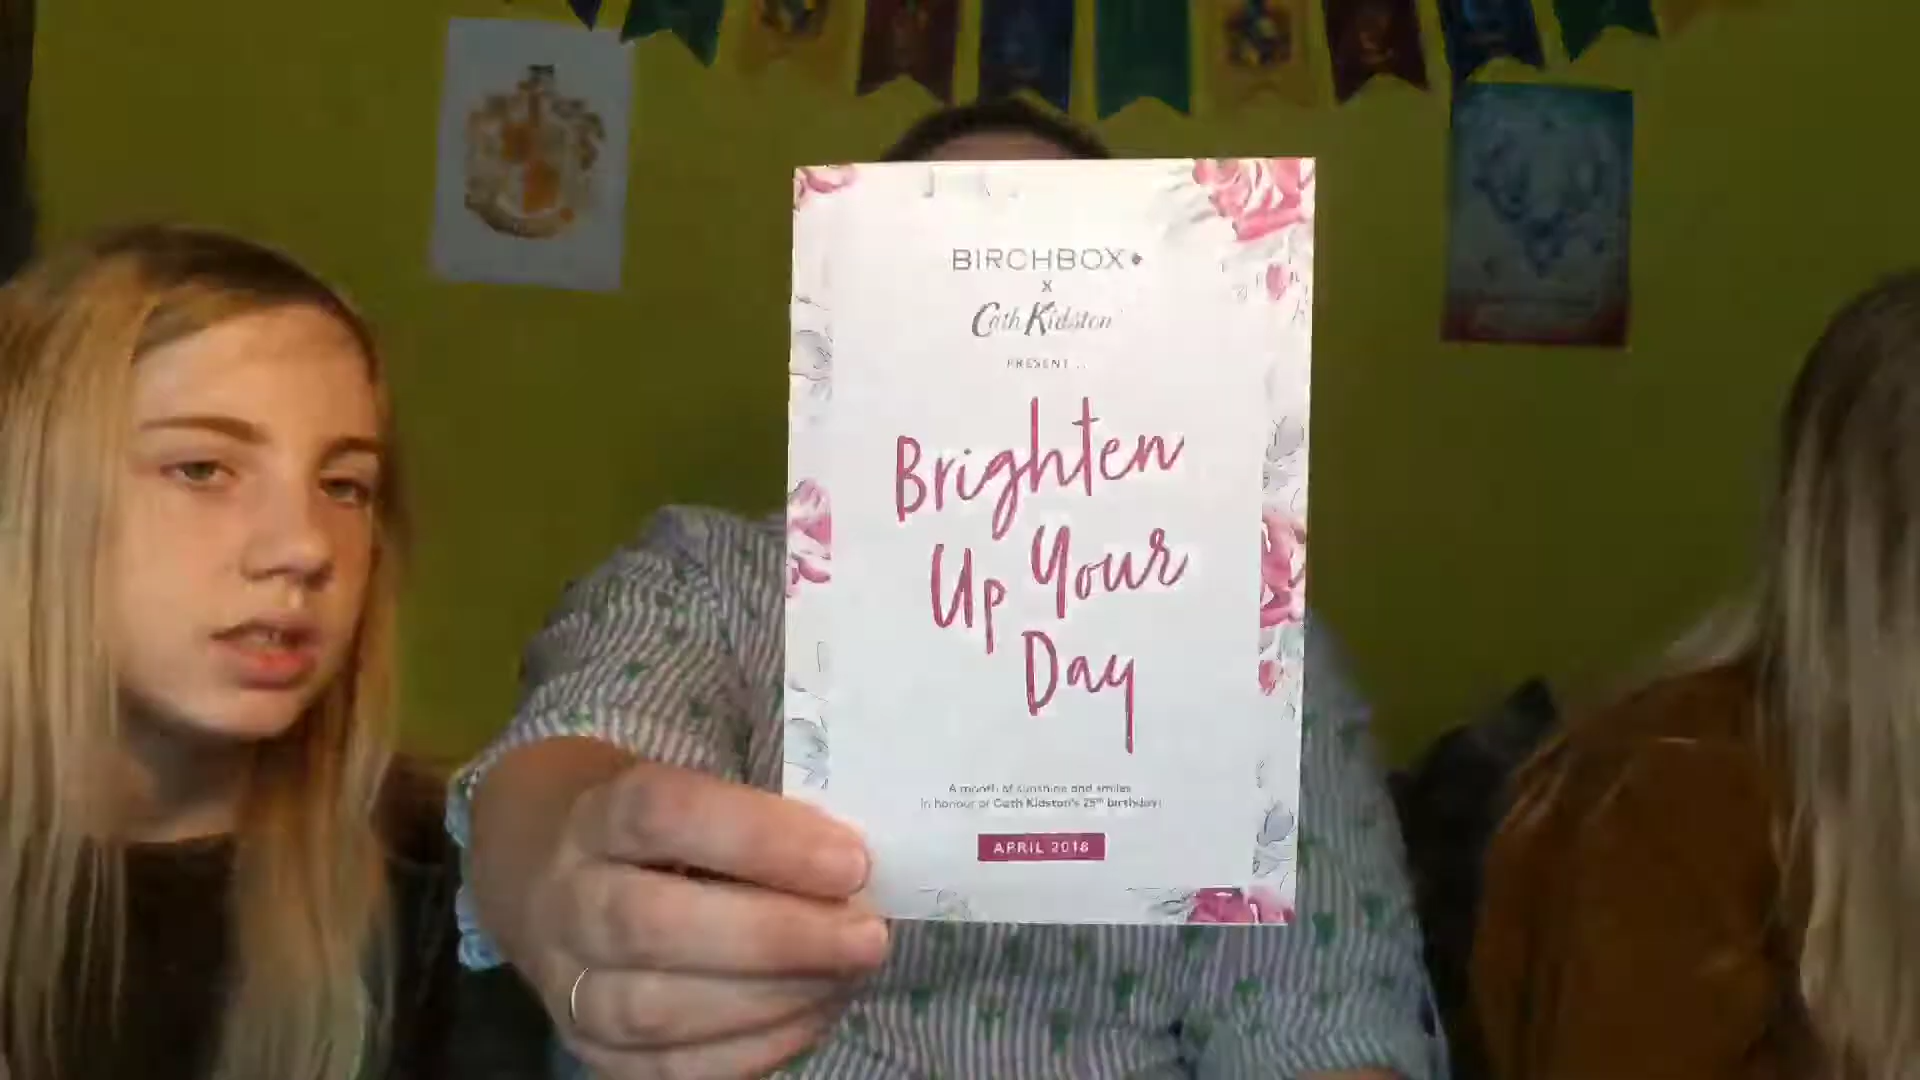 BIRCHBOX
X
Cath Kidston
PRESENT...
Brighten
Up Your
Day
A month of sunshine and smiles
in honour of Cath Kidston's 25th birthday!
APRIL 2018